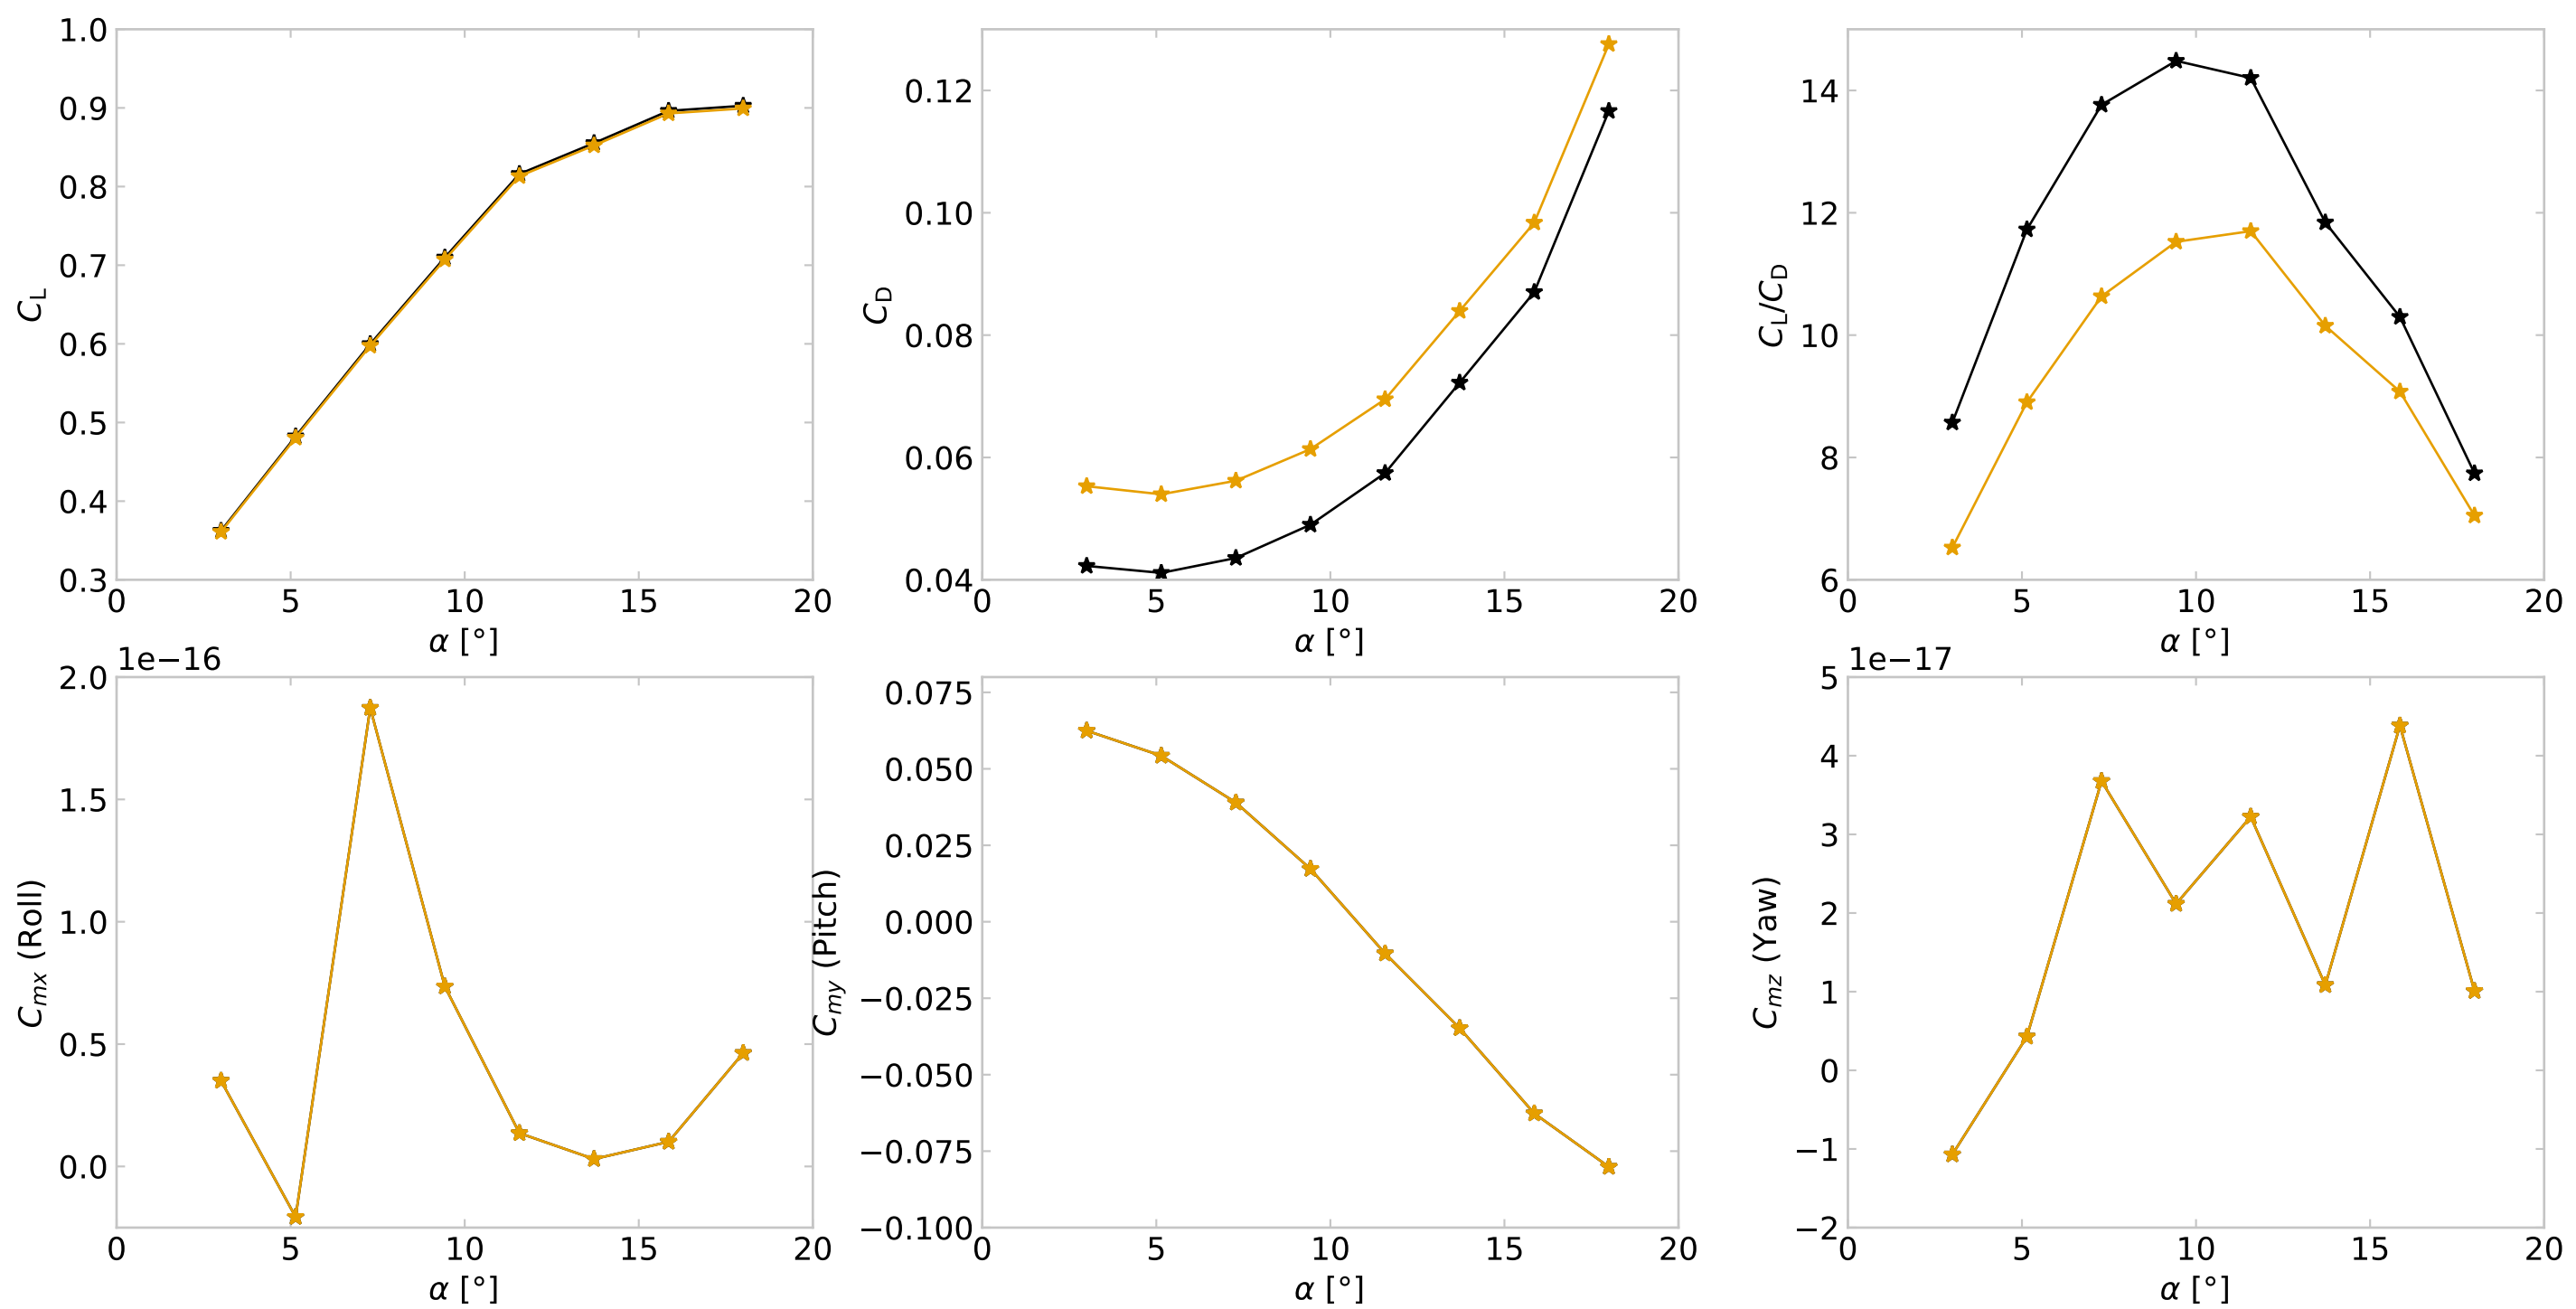 1.0
0.9
0.8
0.7
0.6
0.5
0.4
0.3
C_L
0 5 10 15 20
α [°]
0.12
0.10
0.08
0.06
0.04
C_D
0 5 10 15 20
α [°]
14
12
10
8
6
C_L/C_D
0 5 10 15 20
α [°]
1e−16
2.0
1.5
1.0
0.5
0.0
C_mx (Roll)
0 5 10 15 20
α [°]
0.075
0.050
0.025
0.000
−0.025
−0.050
−0.075
−0.100
C_my (Pitch)
0 5 10 15 20
α [°]
1e−17
5
4
3
2
1
0
−1
−2
C_mz (Yaw)
0 5 10 15 20
α [°]